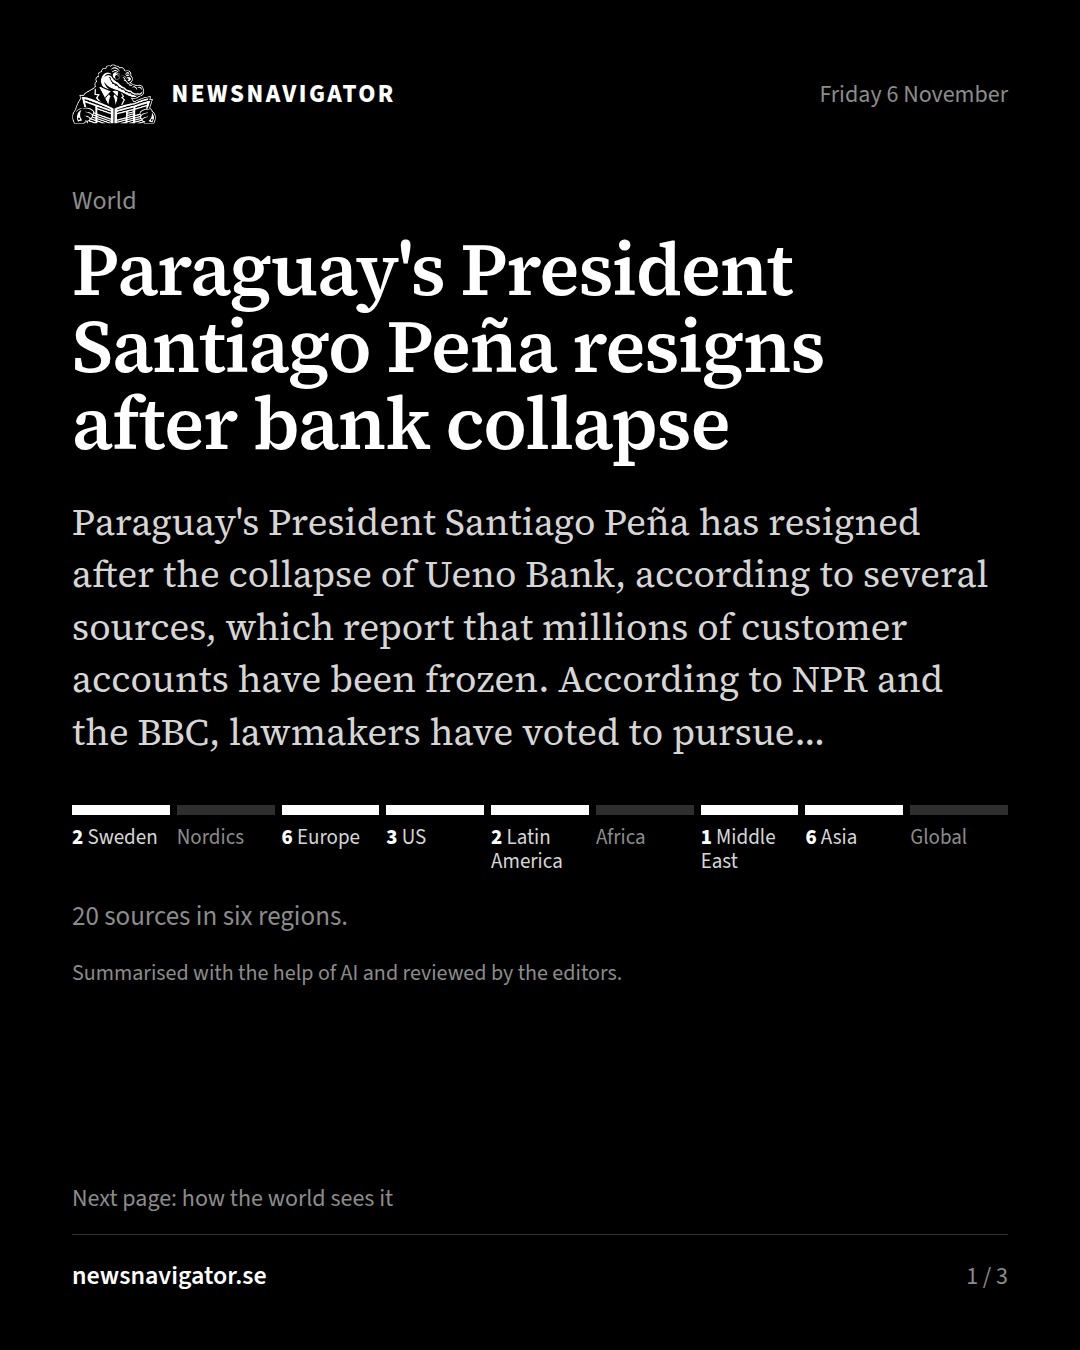 NEWSNAVIGATOR
Friday 6 November
World
Paraguay's President
Santiago Peña resigns
after bank collapse
Paraguay's President Santiago Peña has resigned
after the collapse of Ueno Bank, according to several
sources, which report that millions of customer
accounts have been frozen. According to NPR and
the BBC, lawmakers have voted to pursue...
2 Sweden
Nordics
6 Europe
3 US
2 Latin
America
Africa
1 Middle
East
6 Asia
Global
20 sources in six regions.
Summarised with the help of AI and reviewed by the editors.
Next page: how the world sees it
newsnavigator.se
1 / 3